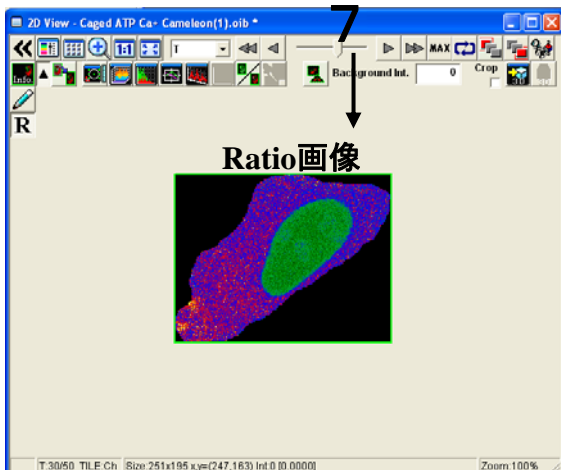 2D View - Caged ATP Ca- Cameleon(1).oib *
7
1:1
T
MAX
Info.
Background Int.
0
Crop
3D
R
Ratio画像
T:30/50 TILE Ch Size:251x195 x,y=(247,163) Int:0 [0.0000] Zoom:100%